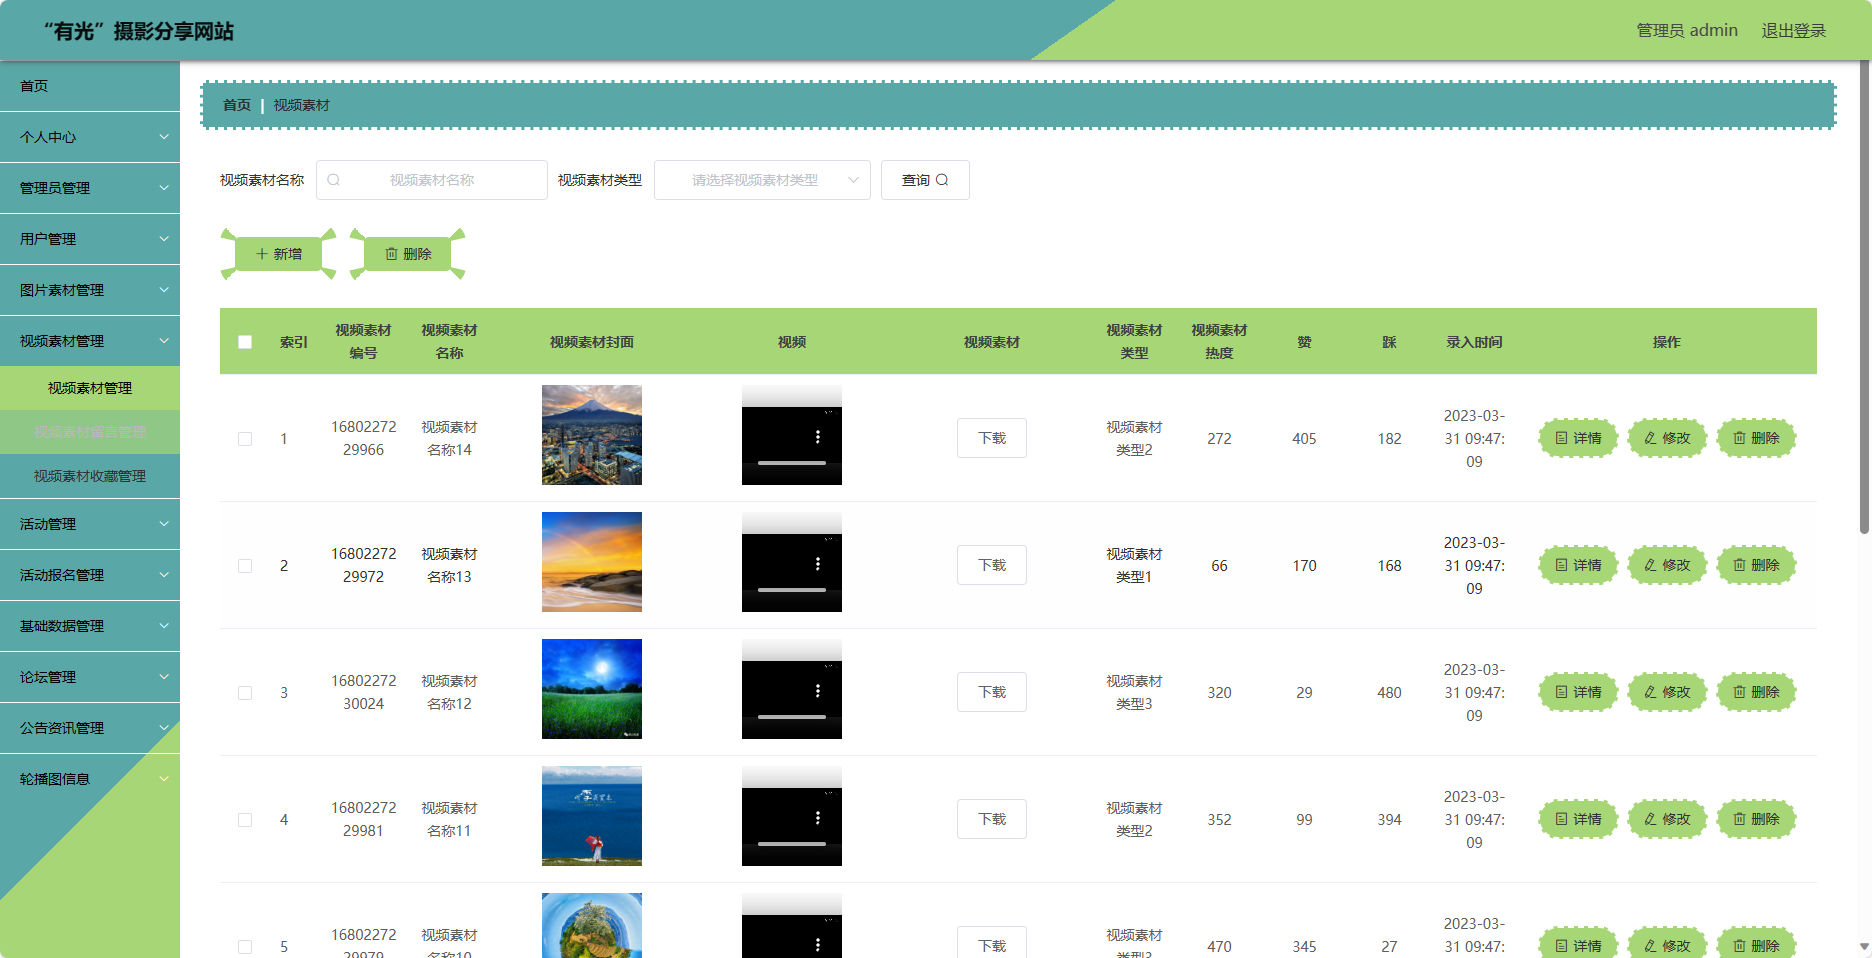 “有光”摄影分享网站
管理员 admin 退出登录
首页
个人中心
管理员管理
用户管理
图片素材管理
视频素材管理
视频素材管理
视频素材留言管理
视频素材收藏管理
活动管理
活动报名管理
基础数据管理
论坛管理
公告资讯管理
轮播图信息
首页 | 视频素材
视频素材名称 视频素材名称 视频素材类型 请选择视频素材类型 查询
新增 删除
索引 视频素材编号 视频素材名称 视频素材封面 视频 视频素材 视频素材类型 视频素材热度 赞 踩 录入时间 操作
1 1680227229966 视频素材名称14 下载 视频素材类型2 272 405 182 2023-03-31 09:47:09 详情 修改 删除
2 1680227229972 视频素材名称13 下载 视频素材类型1 66 170 168 2023-03-31 09:47:09 详情 修改 删除
3 1680227230024 视频素材名称12 下载 视频素材类型3 320 29 480 2023-03-31 09:47:09 详情 修改 删除
4 1680227229981 视频素材名称11 下载 视频素材类型2 352 99 394 2023-03-31 09:47:09 详情 修改 删除
5 1680227229979 视频素材名称10 下载 视频素材类型 470 345 27 2023-03-31 09:47: 详情 修改 删除